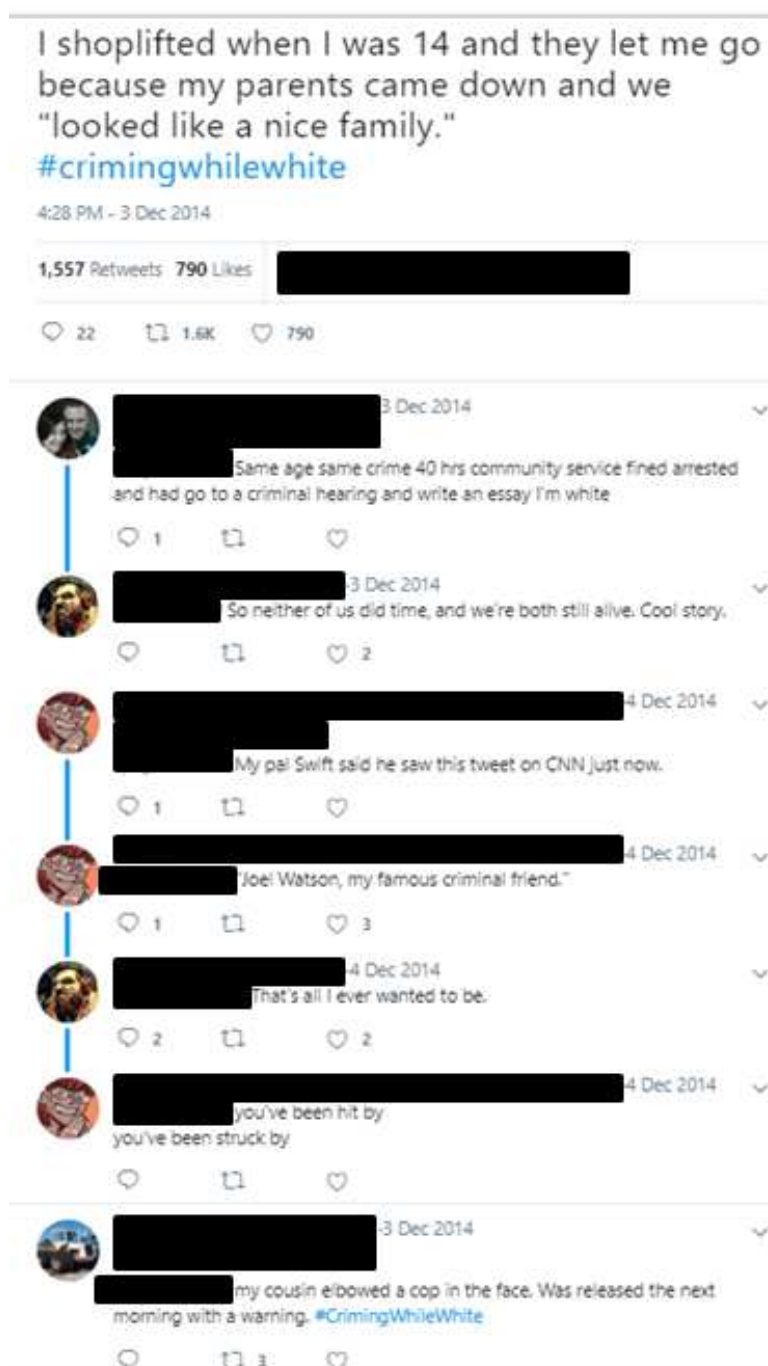 I shoplifted when I was 14 and they let me go
because my parents came down and we
"looked like a nice family."
#crimingwhilewhite
4:28 PM - 3 Dec 2014
1,557 Retweets 790 Likes
22 1.6K 790
3 Dec 2014
Same age same crime 40 hrs community service fined arrested
and had go to a criminal hearing and write an essay I'm white
1
3 Dec 2014
So neither of us did time, and we're both still alive. Cool story.
2
4 Dec 2014
My pal Swift said he saw this tweet on CNN just now.
1
4 Dec 2014
"Joel Watson, my famous criminal friend."
1 3
4 Dec 2014
That's all I ever wanted to be.
2 2
4 Dec 2014
you've been hit by
you've been struck by
3 Dec 2014
my cousin elbowed a cop in the face. Was released the next
morning with a warning. #CrimingWhileWhite
3